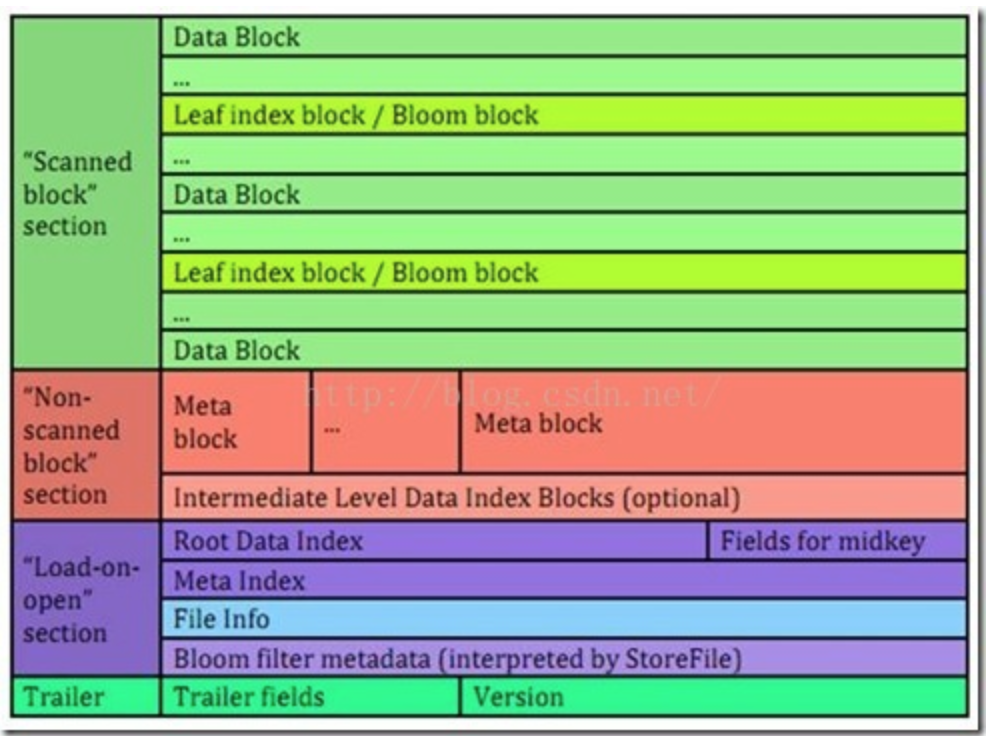 "Scanned
block"
section
Data Block
...
Leaf index block / Bloom block
...
Data Block
...
Leaf index block / Bloom block
...
Data Block
"Non-
scanned
block"
section
Meta
block
...
Meta block
http://blog.csdn.net/
Intermediate Level Data Index Blocks (optional)
"Load-on-
open"
section
Root Data Index
Fields for midkey
Meta Index
File Info
Bloom filter metadata (interpreted by StoreFile)
Trailer
Trailer fields
Version